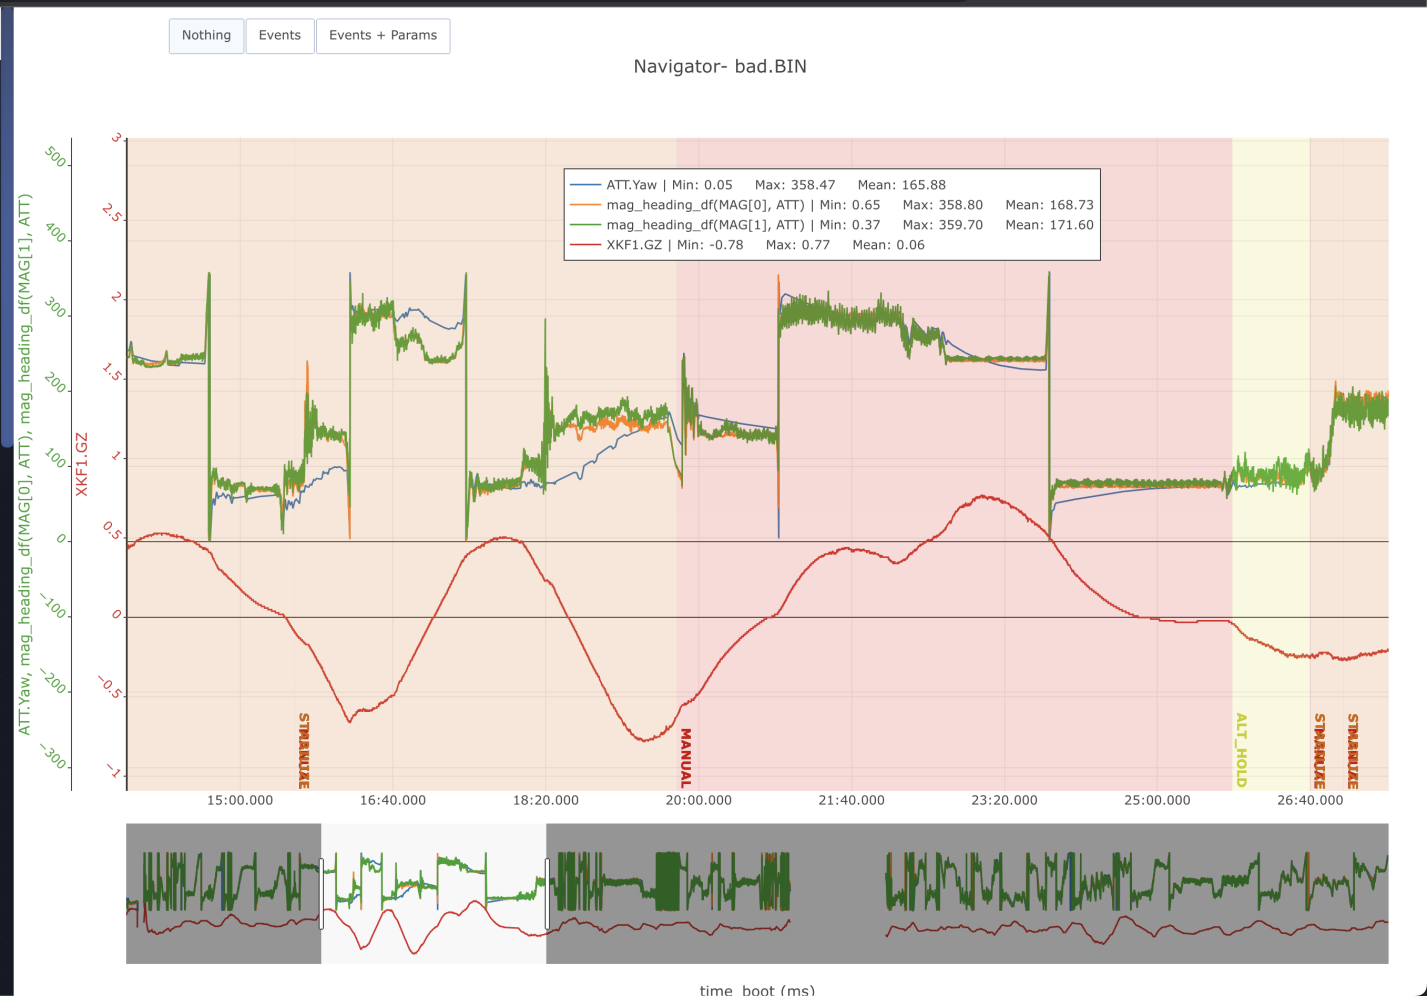 Nothing Events Events + Params
Navigator- bad.BIN
ATT.Yaw, mag_heading_df(MAG[0], ATT), mag_heading_df(MAG[1], ATT)
500
400
300
200
100
0
−100
−200
−300
XKF1.GZ
3
2.5
2
1.5
1
0.5
0
−0.5
−1
ATT.Yaw | Min: 0.05 Max: 358.47 Mean: 165.88
mag_heading_df(MAG[0], ATT) | Min: 0.65 Max: 358.80 Mean: 168.73
mag_heading_df(MAG[1], ATT) | Min: 0.37 Max: 359.70 Mean: 171.60
XKF1.GZ | Min: -0.78 Max: 0.77 Mean: 0.06
MANUAL
ALT_HOLD
15:00.000 16:40.000 18:20.000 20:00.000 21:40.000 23:20.000 25:00.000 26:40.000
time_boot (ms)